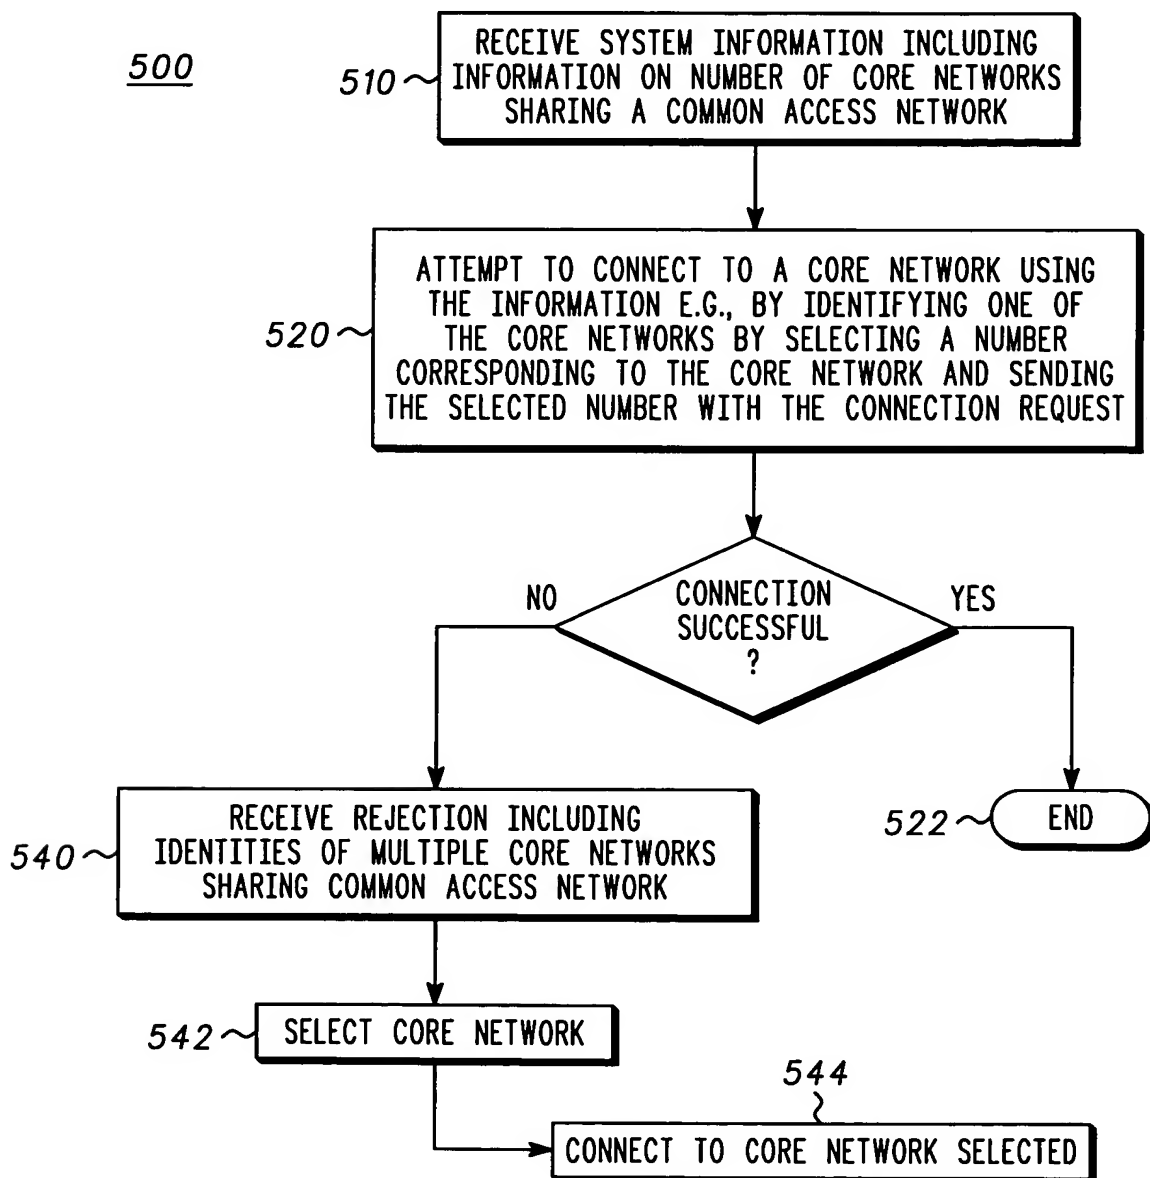 500
510
RECEIVE SYSTEM INFORMATION INCLUDING
INFORMATION ON NUMBER OF CORE NETWORKS
SHARING A COMMON ACCESS NETWORK
520
ATTEMPT TO CONNECT TO A CORE NETWORK USING
THE INFORMATION E.G., BY IDENTIFYING ONE OF
THE CORE NETWORKS BY SELECTING A NUMBER
CORRESPONDING TO THE CORE NETWORK AND SENDING
THE SELECTED NUMBER WITH THE CONNECTION REQUEST
NO
CONNECTION
SUCCESSFUL
?
YES
540
RECEIVE REJECTION INCLUDING
IDENTITIES OF MULTIPLE CORE NETWORKS
SHARING COMMON ACCESS NETWORK
522
END
542
SELECT CORE NETWORK
544
CONNECT TO CORE NETWORK SELECTED